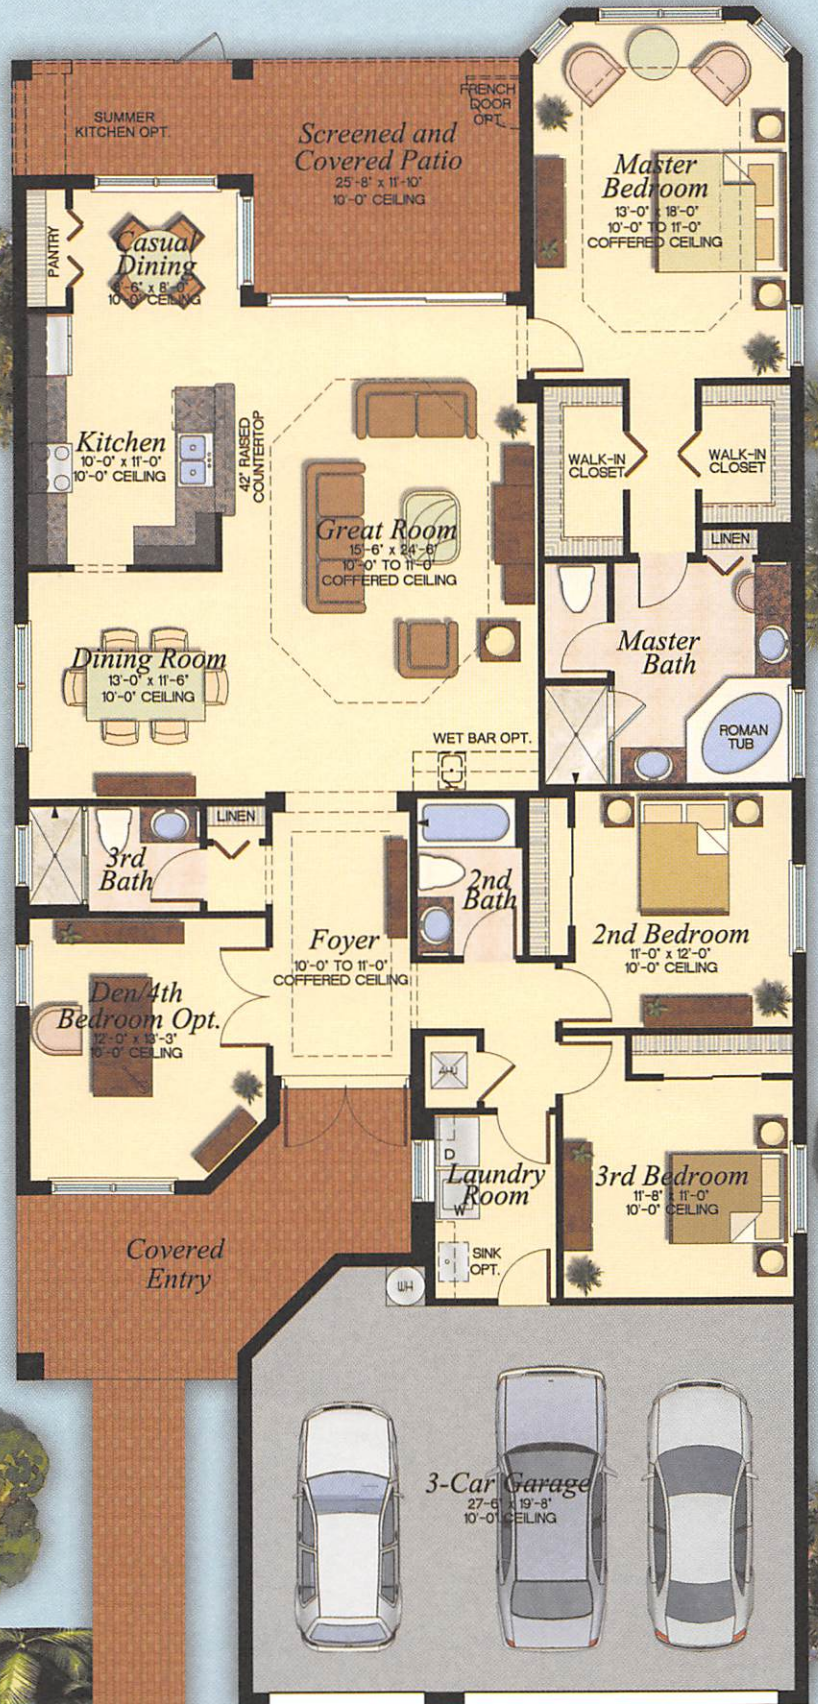 SUMMER
KITCHEN OPT.
Screened and
Covered Patio
25'-8" x 11'-10"
10'-0" CEILING
FRENCH
DOOR
OPT.
Master
Bedroom
13'-0" x 18'-0"
10'-0" TO 11'-0"
COFFERED CEILING
PANTRY
Casual
Dining
x 8'-0"
10'-0" CEILING
Kitchen
10'-0" x 11'-0"
10'-0" CEILING
42" RAISED
COUNTERTOP
Great Room
15'-6" x 24'-6"
10'-0" TO 11'-0"
COFFERED CEILING
WALK-IN
CLOSET
WALK-IN
CLOSET
LINEN
Master
Bath
ROMAN
TUB
Dining Room
13'-0" x 11'-6"
10'-0" CEILING
WET BAR OPT.
LINEN
3rd
Bath
2nd
Bath
Foyer
10'-0" TO 11'-0"
COFFERED CEILING
2nd Bedroom
11'-0" x 12'-0"
10'-0" CEILING
Den/4th
Bedroom Opt.
12'-0" x 13'-3"
10'-0" CEILING
AHU
D
Laundry
Room
W
SINK
OPT.
3rd Bedroom
11'-8" x 11'-0"
10'-0" CEILING
Covered
Entry
WH
3-Car Garage
27'-6" x 19'-8"
10'-0" CEILING